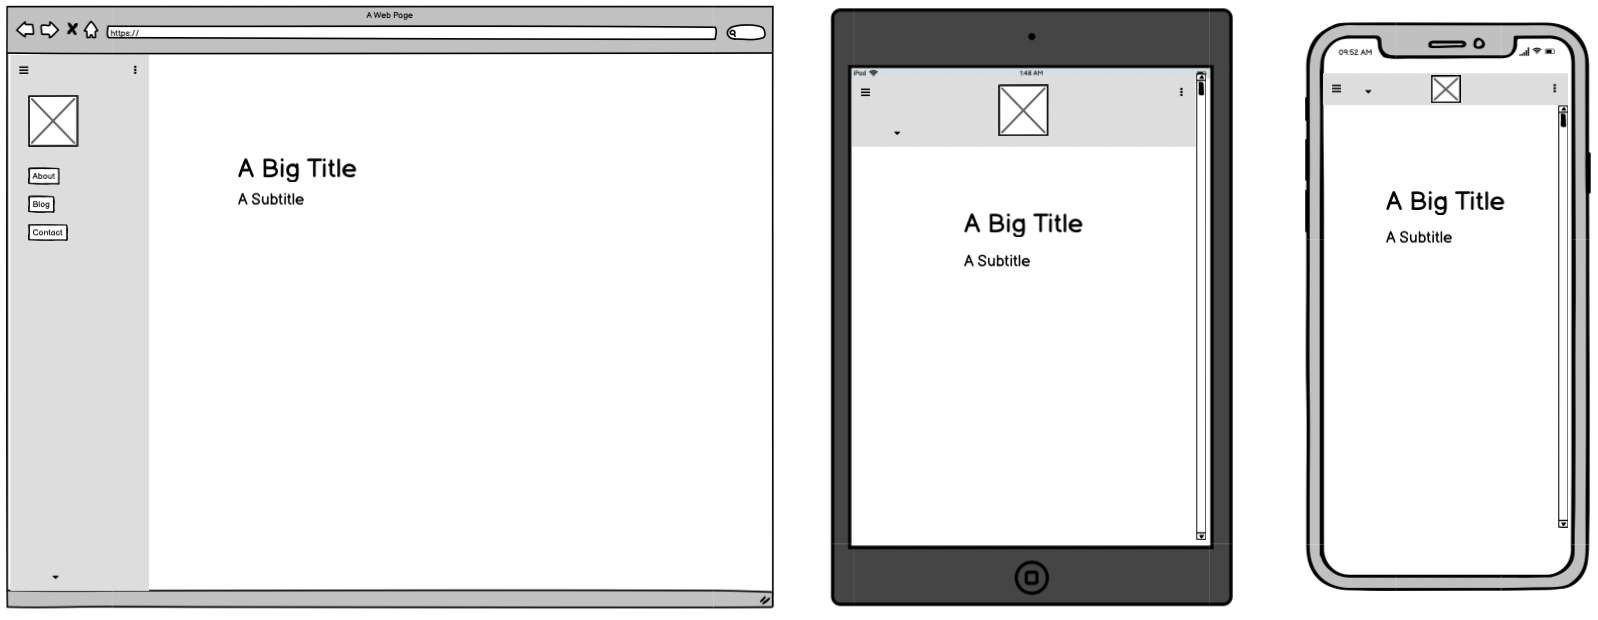 A Web Page
https://
About
Blog
Contact
A Big Title
A Subtitle
iPad
1:48 AM
A Big Title
A Subtitle
09:52 AM
A Big Title
A Subtitle